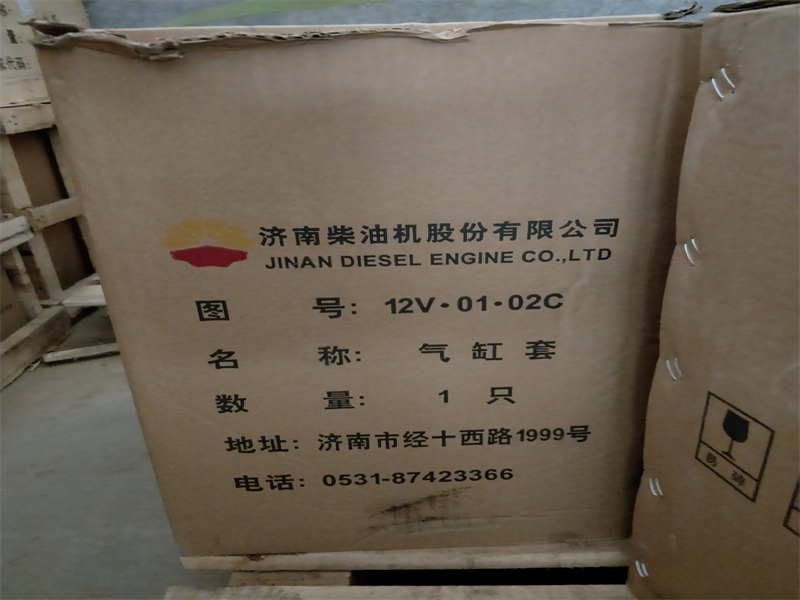 代码:
济南柴油机股份有限公司
JINAN DIESEL ENGINE CO.,LTD
图 号: 12V·01·02C
名 称: 气 缸 套
数 量: 1 只
地址: 济南市经十西路1999号
电话: 0531-87423366
易 碎